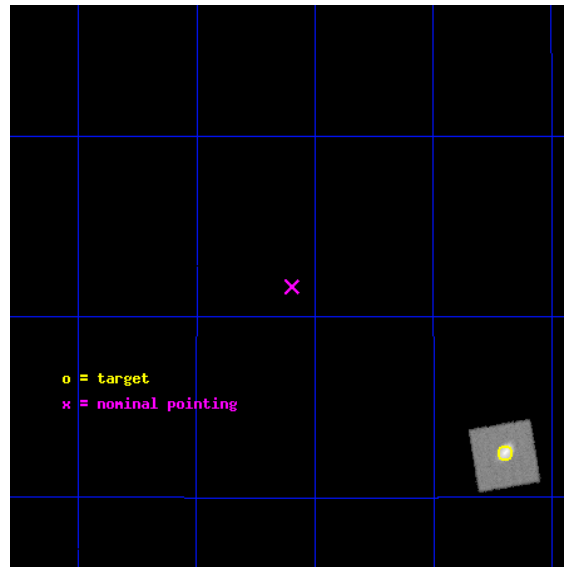 o = target
x = nominal pointing